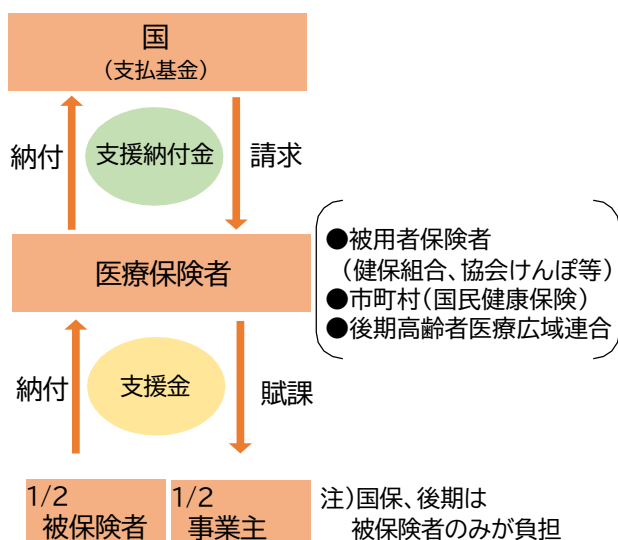 国
（支払基金）
納付
支援納付金
請求
医療保険者
●被用者保険者
（健保組合、協会けんぽ等）
●市町村（国民健康保険）
●後期高齢者医療広域連合
納付
支援金
賦課
1/2
被保険者
1/2
事業主
注）国保、後期は
被保険者のみが負担